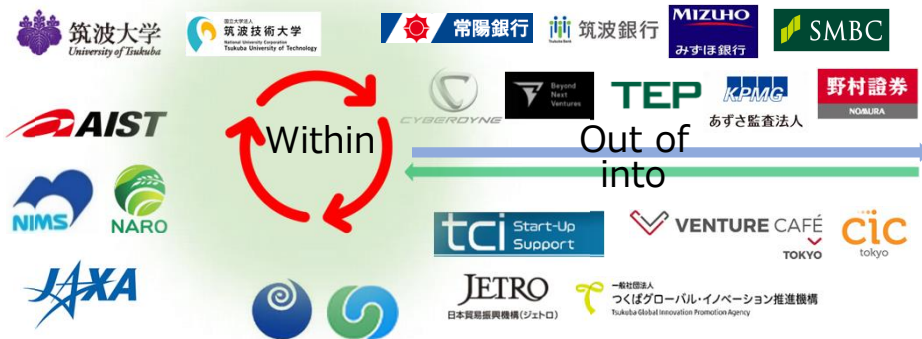 筑波大学
University of Tsukuba
国立大学法人
筑波技術大学
National University Corporation
Tsukuba University of Technology
常陽銀行
筑波銀行
Tsukuba Bank
MIZUHO
みずほ銀行
SMBC
AIST
CYBERDYNE
Beyond
Next
Ventures
TEP
KPMG
あずさ監査法人
野村證券
NOMURA
Within
Out of
into
NIMS
NARO
tci Start-Up
Support
VENTURE CAFÉ
TOKYO
cic
tokyo
JAXA
JETRO
日本貿易振興機構(ジェトロ)
一般社団法人
つくばグローバル・イノベーション推進機構
Tsukuba Global Innovation Promotion Agency